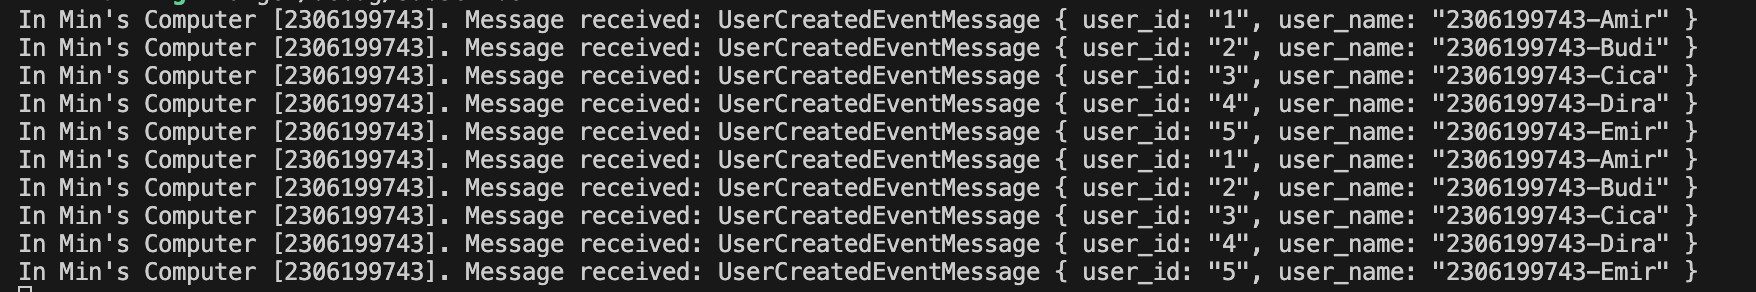 In Min's Computer [2306199743]. Message received: UserCreatedEventMessage { user_id: "1", user_name: "2306199743-Amir" }
In Min's Computer [2306199743]. Message received: UserCreatedEventMessage { user_id: "2", user_name: "2306199743-Budi" }
In Min's Computer [2306199743]. Message received: UserCreatedEventMessage { user_id: "3", user_name: "2306199743-Cica" }
In Min's Computer [2306199743]. Message received: UserCreatedEventMessage { user_id: "4", user_name: "2306199743-Dira" }
In Min's Computer [2306199743]. Message received: UserCreatedEventMessage { user_id: "5", user_name: "2306199743-Emir" }
In Min's Computer [2306199743]. Message received: UserCreatedEventMessage { user_id: "1", user_name: "2306199743-Amir" }
In Min's Computer [2306199743]. Message received: UserCreatedEventMessage { user_id: "2", user_name: "2306199743-Budi" }
In Min's Computer [2306199743]. Message received: UserCreatedEventMessage { user_id: "3", user_name: "2306199743-Cica" }
In Min's Computer [2306199743]. Message received: UserCreatedEventMessage { user_id: "4", user_name: "2306199743-Dira" }
In Min's Computer [2306199743]. Message received: UserCreatedEventMessage { user_id: "5", user_name: "2306199743-Emir" }